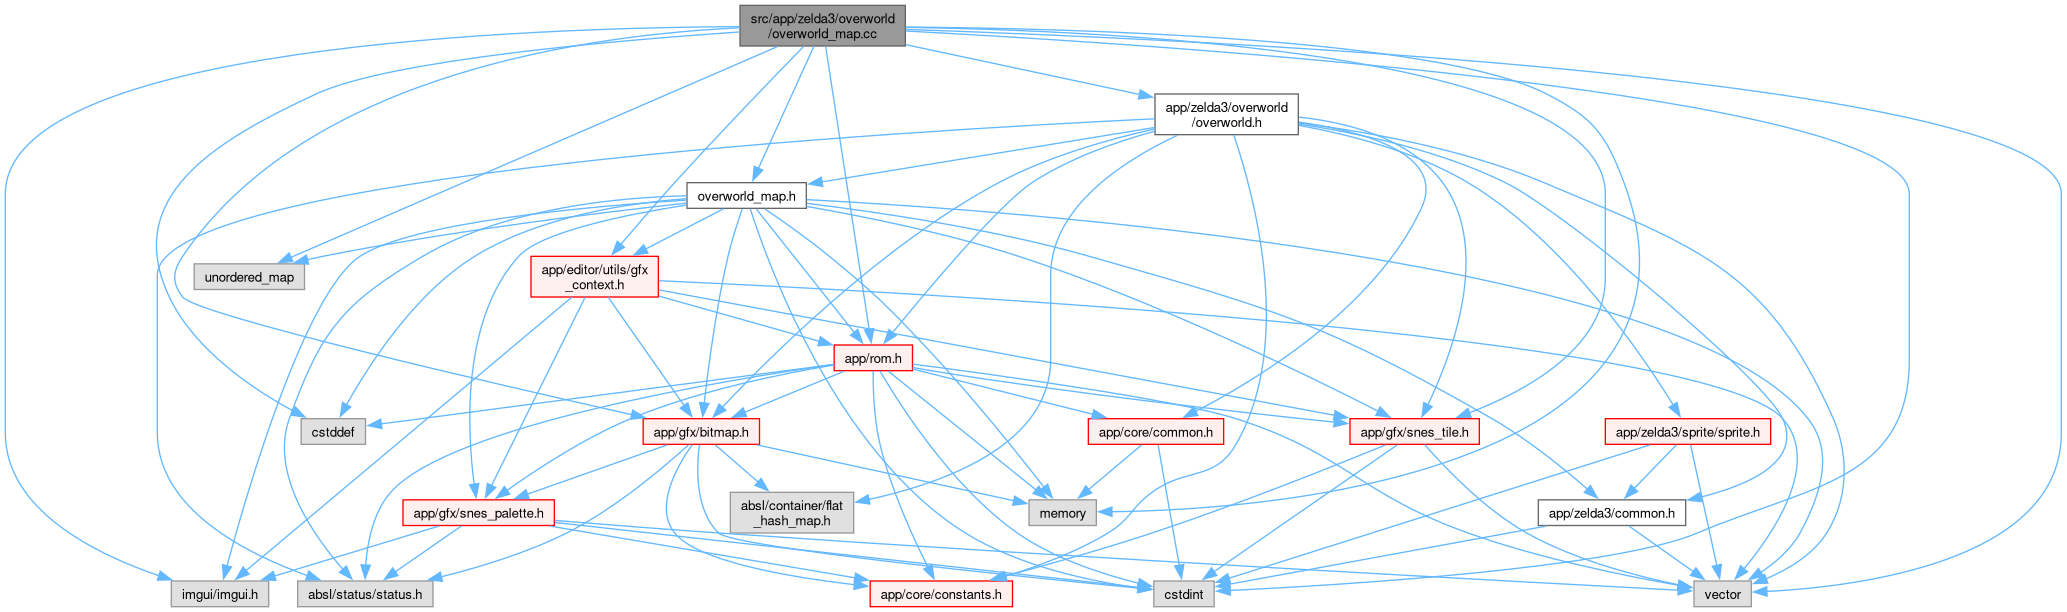 src/app/zelda3/overworld
/overworld_map.cc
app/zelda3/overworld
/overworld.h
overworld_map.h
unordered_map
app/editor/utils/gfx
_context.h
app/rom.h
cstddef
app/gfx/bitmap.h
app/core/common.h
app/gfx/snes_tile.h
app/zelda3/sprite/sprite.h
app/gfx/snes_palette.h
absl/container/flat
_hash_map.h
memory
app/zelda3/common.h
imgui/imgui.h
absl/status/status.h
app/core/constants.h
cstdint
vector